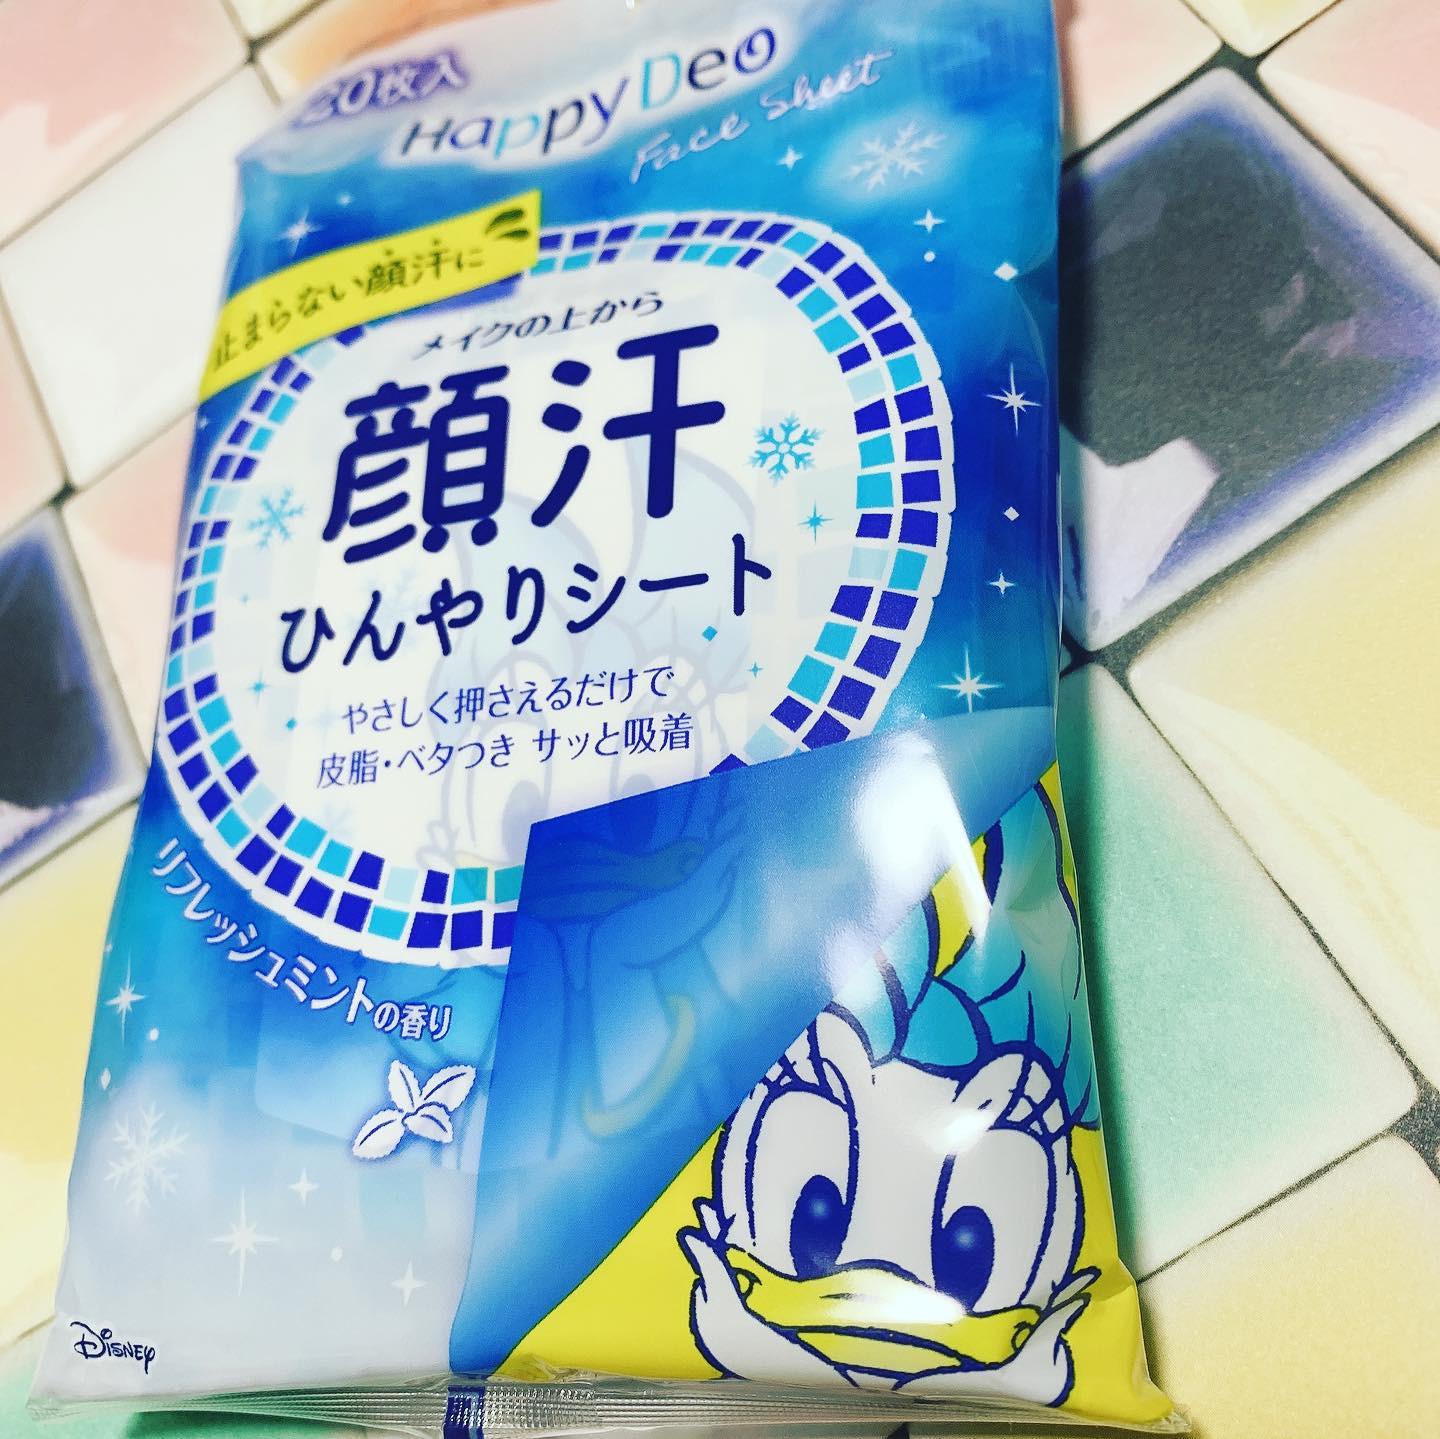 20枚入
Happy Deo
Face Sheet
止まらない顔汗に
メイクの上から
顔汗
ひんやりシート
やさしく押さえるだけで
皮脂・ベタつき サッと吸着
リフレッシュミントの香り
Disney